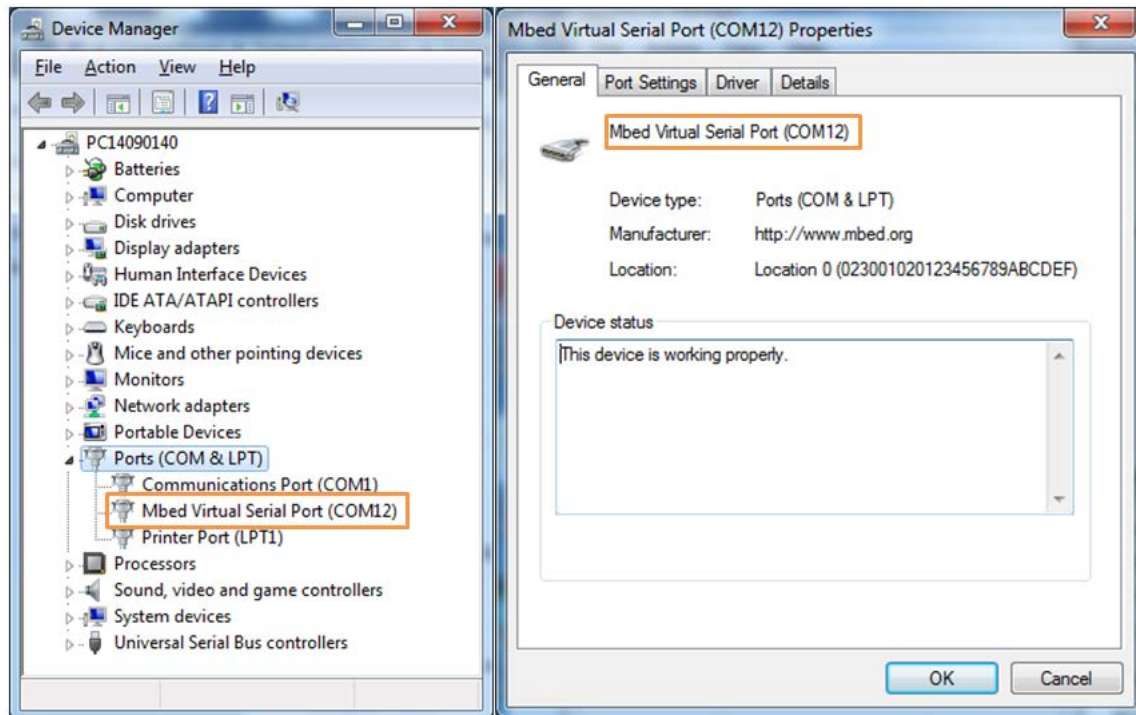 Device Manager
File Action View Help
PC14090140
Batteries
Computer
Disk drives
Display adapters
Human Interface Devices
IDE ATA/ATAPI controllers
Keyboards
Mice and other pointing devices
Monitors
Network adapters
Portable Devices
Ports (COM & LPT)
Communications Port (COM1)
Mbed Virtual Serial Port (COM12)
Printer Port (LPT1)
Processors
Sound, video and game controllers
System devices
Universal Serial Bus controllers
Mbed Virtual Serial Port (COM12) Properties
General Port Settings Driver Details
Mbed Virtual Serial Port (COM12)
Device type: Ports (COM & LPT)
Manufacturer: http://www.mbed.org
Location: Location 0 (023001020123456789ABCDEF)
Device status
This device is working properly.
OK Cancel